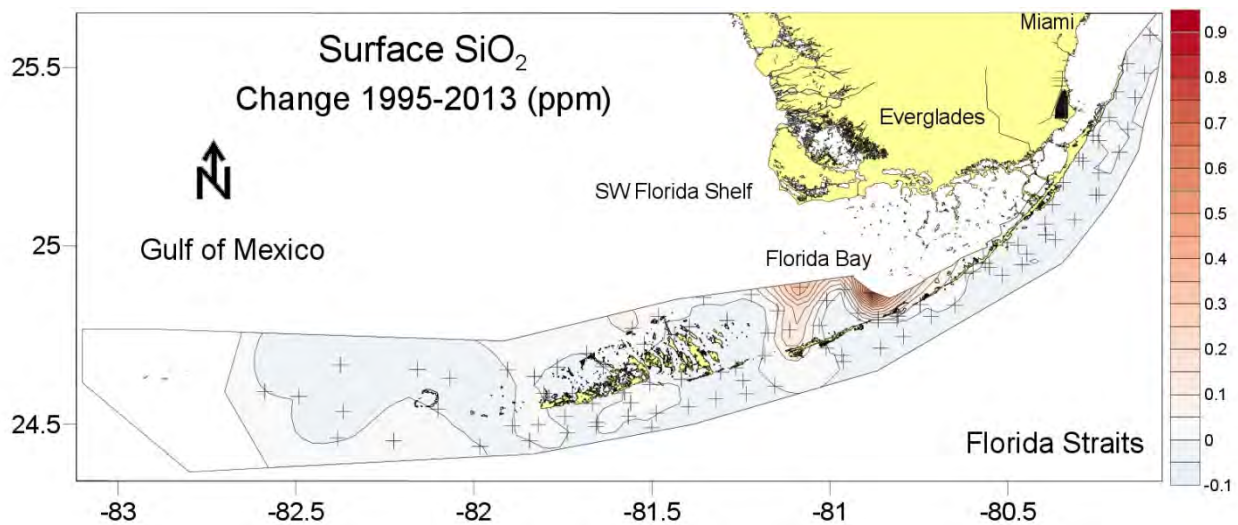 Surface SiO₂
Change 1995-2013 (ppm)
N
Gulf of Mexico
Miami
Everglades
SW Florida Shelf
Florida Bay
Florida Straits
25.5
25
24.5
-83
-82.5
-82
-81.5
-81
-80.5
0.9
0.8
0.7
0.6
0.5
0.4
0.3
0.2
0.1
0
-0.1